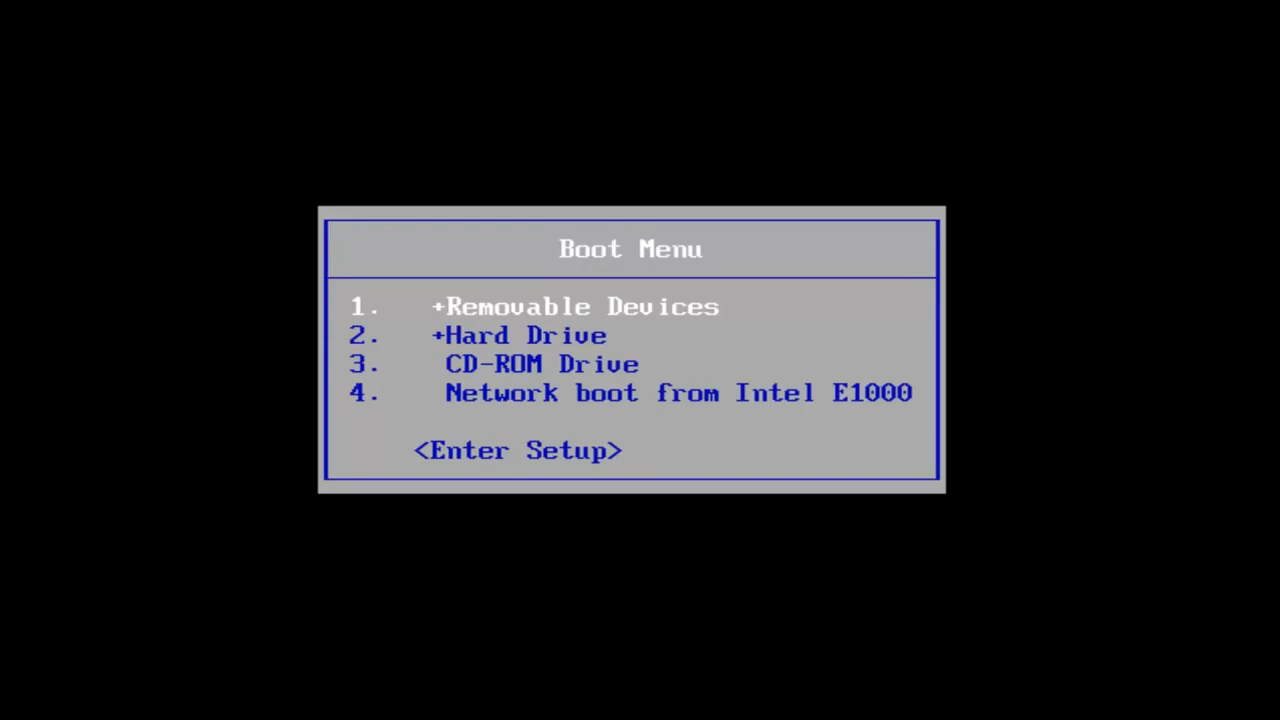 Boot Menu
1. +Removable Devices
2. +Hard Drive
3. CD-ROM Drive
4. Network boot from Intel E1000
<Enter Setup>